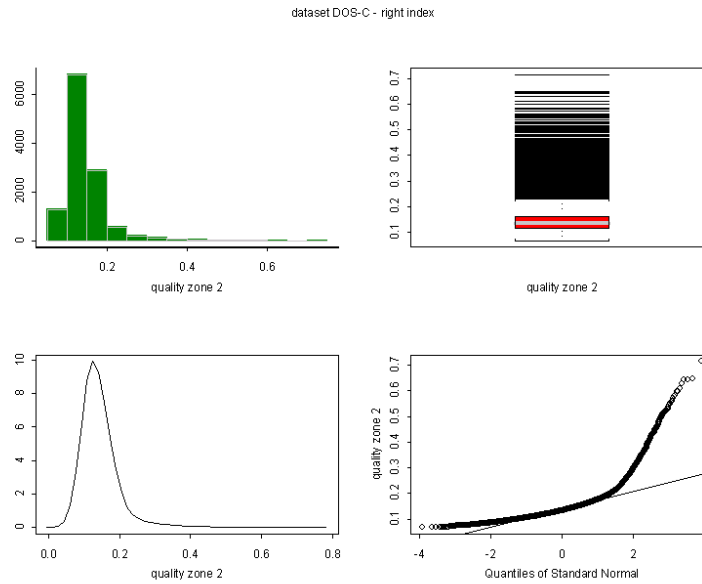 dataset DOS-C - right index
0 2000 4000 6000
0.2 0.4 0.6
quality zone 2
0.1 0.2 0.3 0.4 0.5 0.6 0.7
quality zone 2
0 2 4 6 8 10
0.0 0.2 0.4 0.6 0.8
quality zone 2
quality zone 2
0.1 0.2 0.3 0.4 0.5 0.6 0.7
-4 -2 0 2
Quantiles of Standard Normal